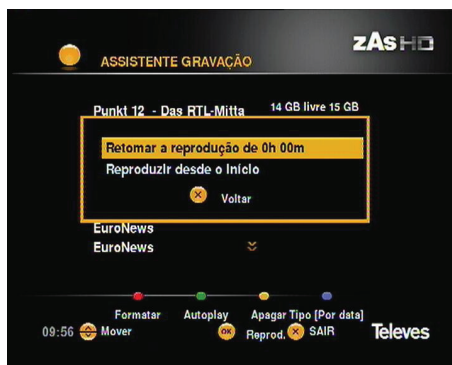 zAs HD
ASSISTENTE GRAVAÇÃO
Punkt 12 - Das RTL-Mitta 14 GB livre 15 GB
Retomar a reprodução de 0h 00m
Reproduzir desde o Início
Voltar
EuroNews
EuroNews
Formatar Autoplay Apagar Tipo [Por data]
09:56 Mover OK Reprod. SAIR Televes